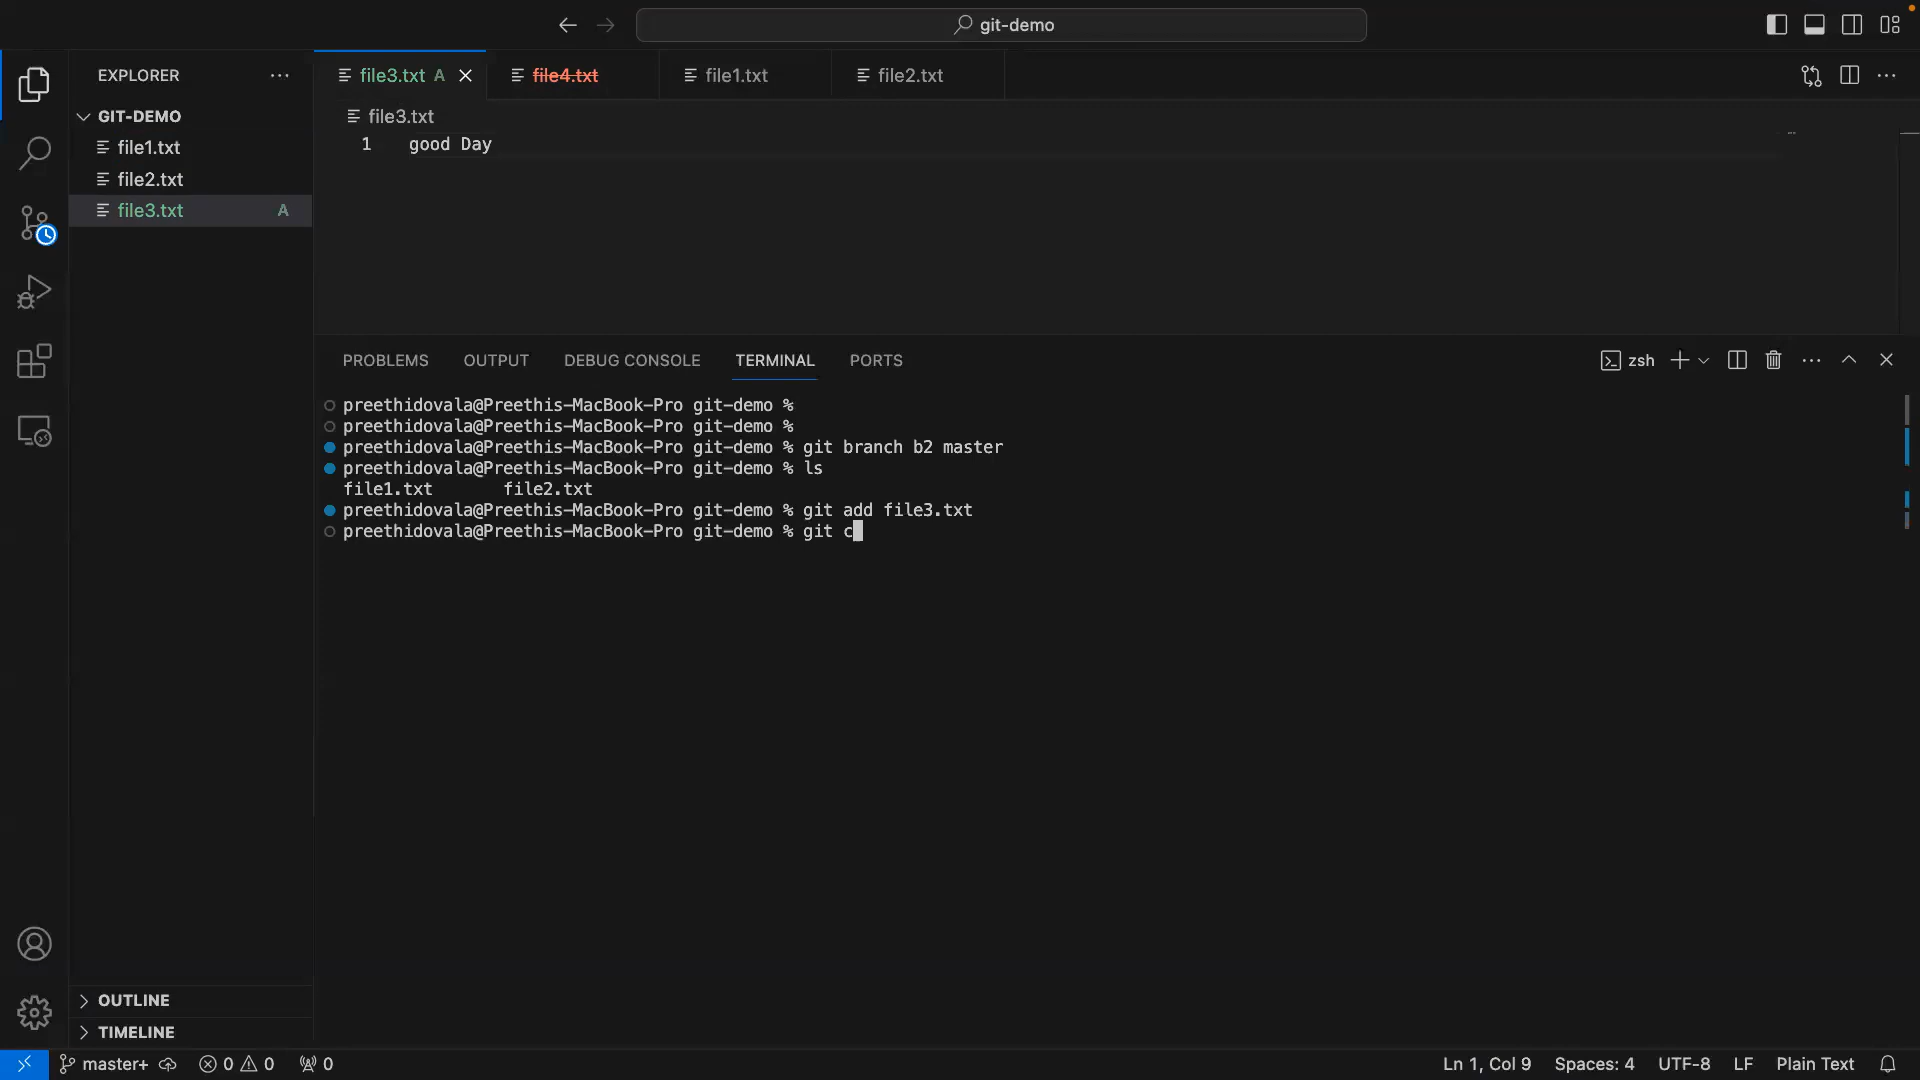 git-demo
EXPLORER
GIT-DEMO
file1.txt
file2.txt
file3.txt A
OUTLINE
TIMELINE
file3.txt A
file4.txt
file1.txt
file2.txt
file3.txt
1 good Day
PROBLEMS OUTPUT DEBUG CONSOLE TERMINAL PORTS
zsh
preethidovala@Preethis-MacBook-Pro git-demo %
preethidovala@Preethis-MacBook-Pro git-demo %
preethidovala@Preethis-MacBook-Pro git-demo % git branch b2 master
preethidovala@Preethis-MacBook-Pro git-demo % ls
file1.txt file2.txt
preethidovala@Preethis-MacBook-Pro git-demo % git add file3.txt
preethidovala@Preethis-MacBook-Pro git-demo % git c
master+ 0 0 0 Ln 1, Col 9 Spaces: 4 UTF-8 LF Plain Text